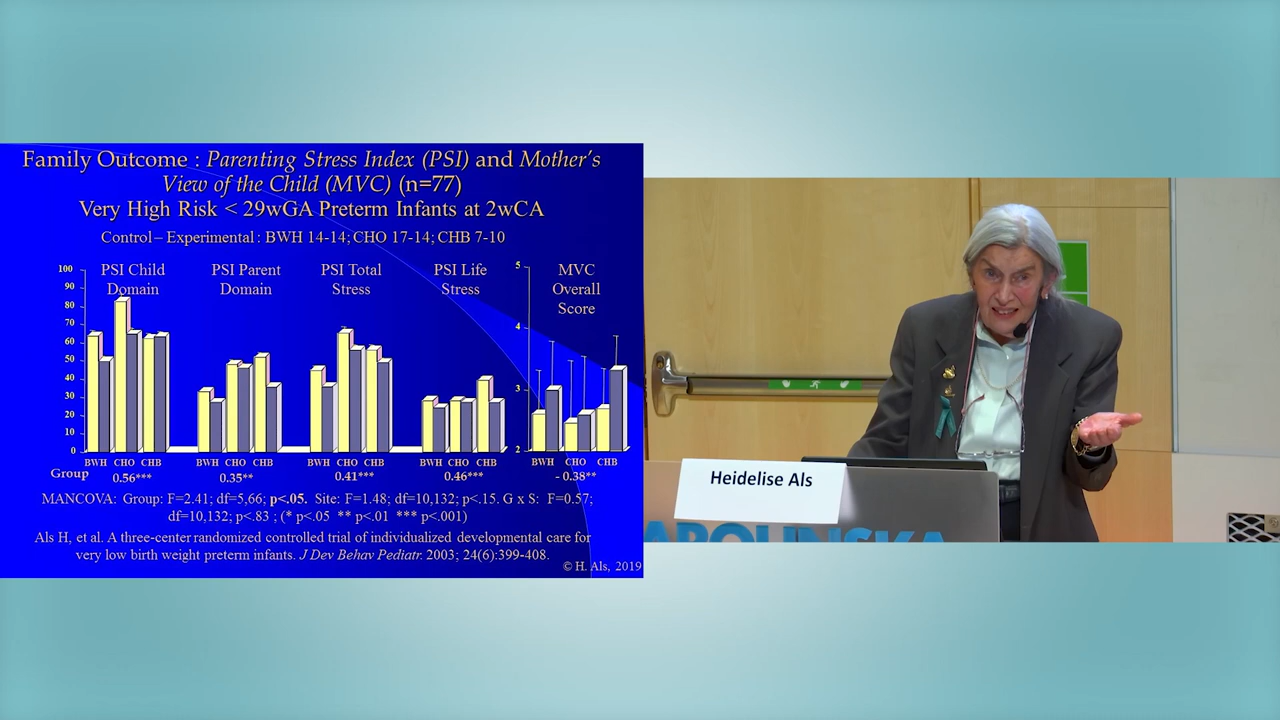 Family Outcome : Parenting Stress Index (PSI) and Mother's
View of the Child (MVC) (n=77)
Very High Risk < 29wGA Preterm Infants at 2wCA
Control – Experimental : BWH 14-14; CHO 17-14; CHB 7-10
PSI Child
Domain
PSI Parent
Domain
PSI Total
Stress
PSI Life
Stress
MVC
Overall
Score
100
90
80
70
60
50
40
30
20
10
0
5
4
3
2
BWH CHO CHB BWH CHO CHB BWH CHO CHB BWH CHO CHB BWH CHO CHB
Group 0.56*** 0.35** 0.41*** 0.46*** - 0.38**
MANCOVA: Group: F=2.41; df=5,66; p<.05. Site: F=1.48; df=10,132; p<.15. G x S: F=0.57;
df=10,132; p<.83 ; (* p<.05 ** p<.01 *** p<.001)
Als H, et al. A three-center randomized controlled trial of individualized developmental care for
very low birth weight preterm infants. J Dev Behav Pediatr. 2003; 24(6):399-408.
© H. Als, 2019
Heidelise Als